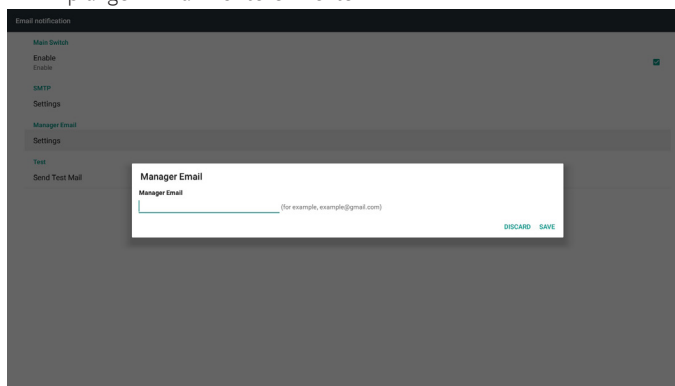 Email notification
Main Switch
Enable
Enable
SMTP
Settings
Manager Email
Settings
Test
Send Test Mail
Manager Email
Manager Email
(for example, example@gmail.com)
DISCARD SAVE